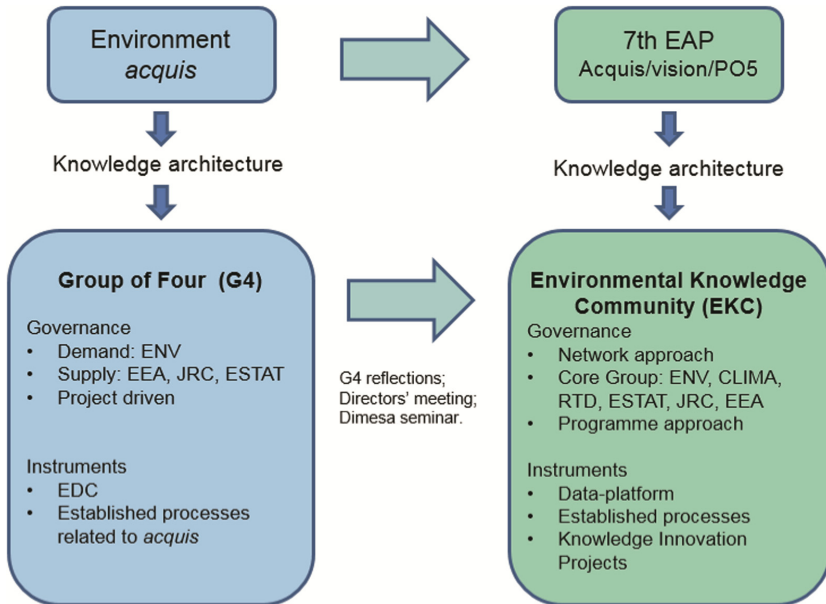 Environment
acquis
7th EAP
Acquis/vision/PO5
Knowledge architecture
Knowledge architecture
Group of Four (G4)
Governance
• Demand: ENV
• Supply: EEA, JRC, ESTAT
• Project driven
Instruments
• EDC
• Established processes
related to acquis
G4 reflections;
Directors' meeting;
Dimesa seminar.
Environmental Knowledge
Community (EKC)
Governance
• Network approach
• Core Group: ENV, CLIMA,
RTD, ESTAT, JRC, EEA
• Programme approach
Instruments
• Data-platform
• Established processes
• Knowledge Innovation
Projects